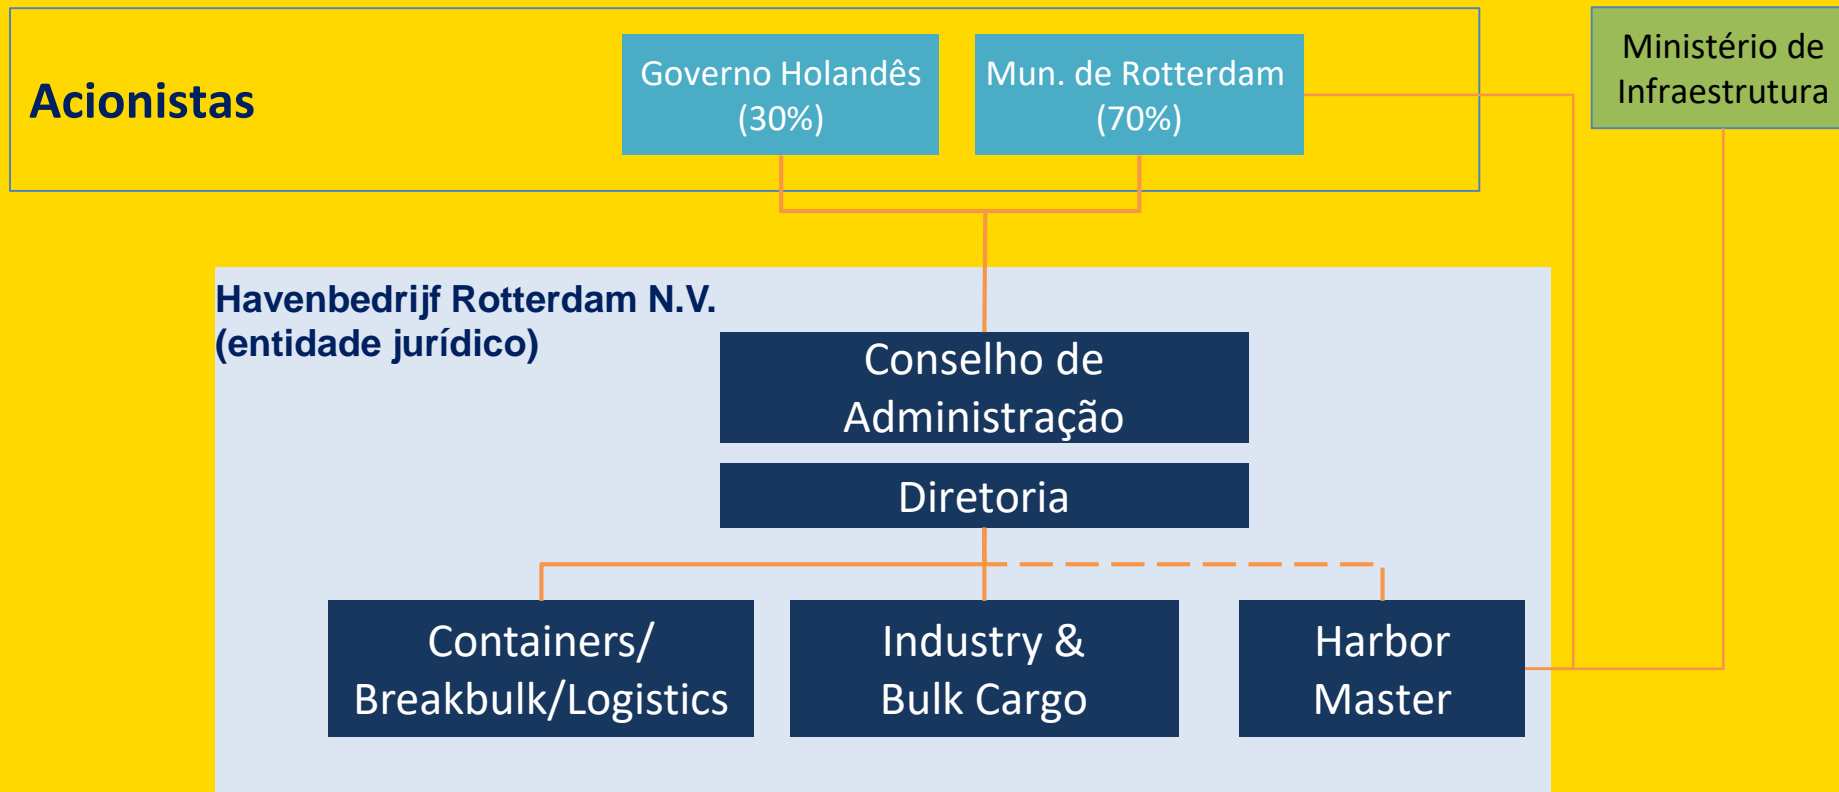 Acionistas
Governo Holandês
(30%)
Mun. de Rotterdam
(70%)
Ministério de
Infraestrutura
Havenbedrijf Rotterdam N.V.
(entidade jurídico)
Conselho de
Administração
Diretoria
Containers/
Breakbulk/Logistics
Industry &
Bulk Cargo
Harbor
Master